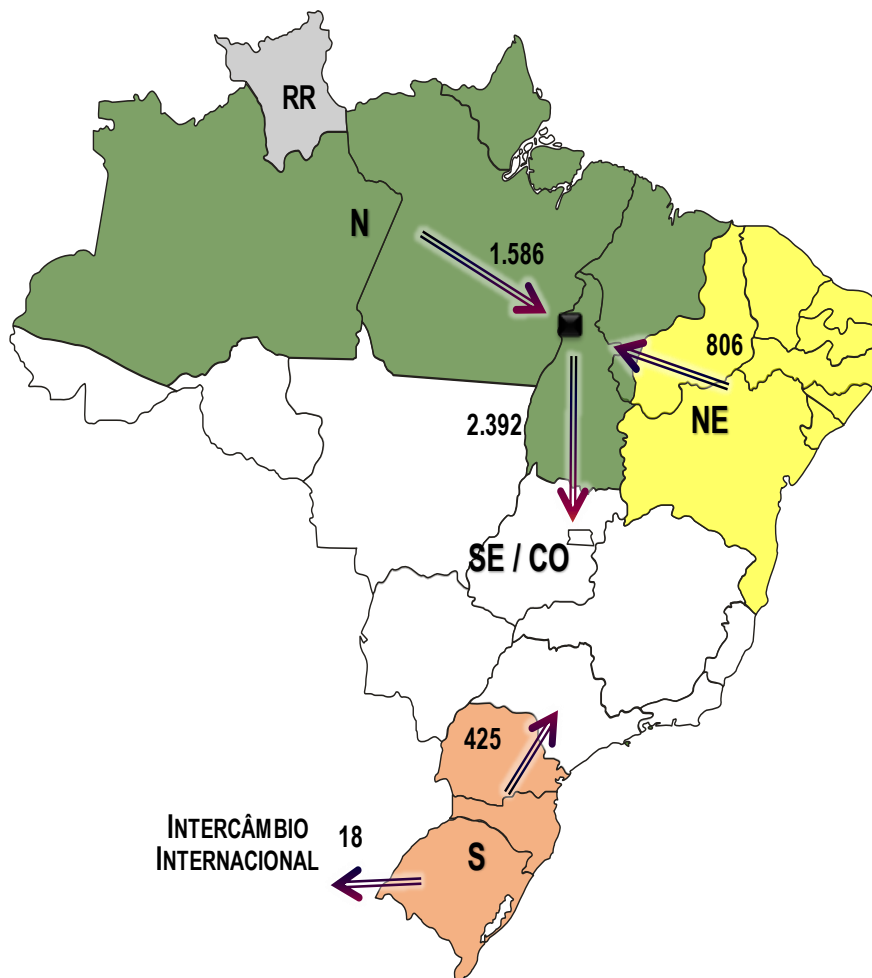 RR
N
1.586
806
NE
2.392
SE / CO
425
INTERCÂMBIO
INTERNACIONAL
18
S